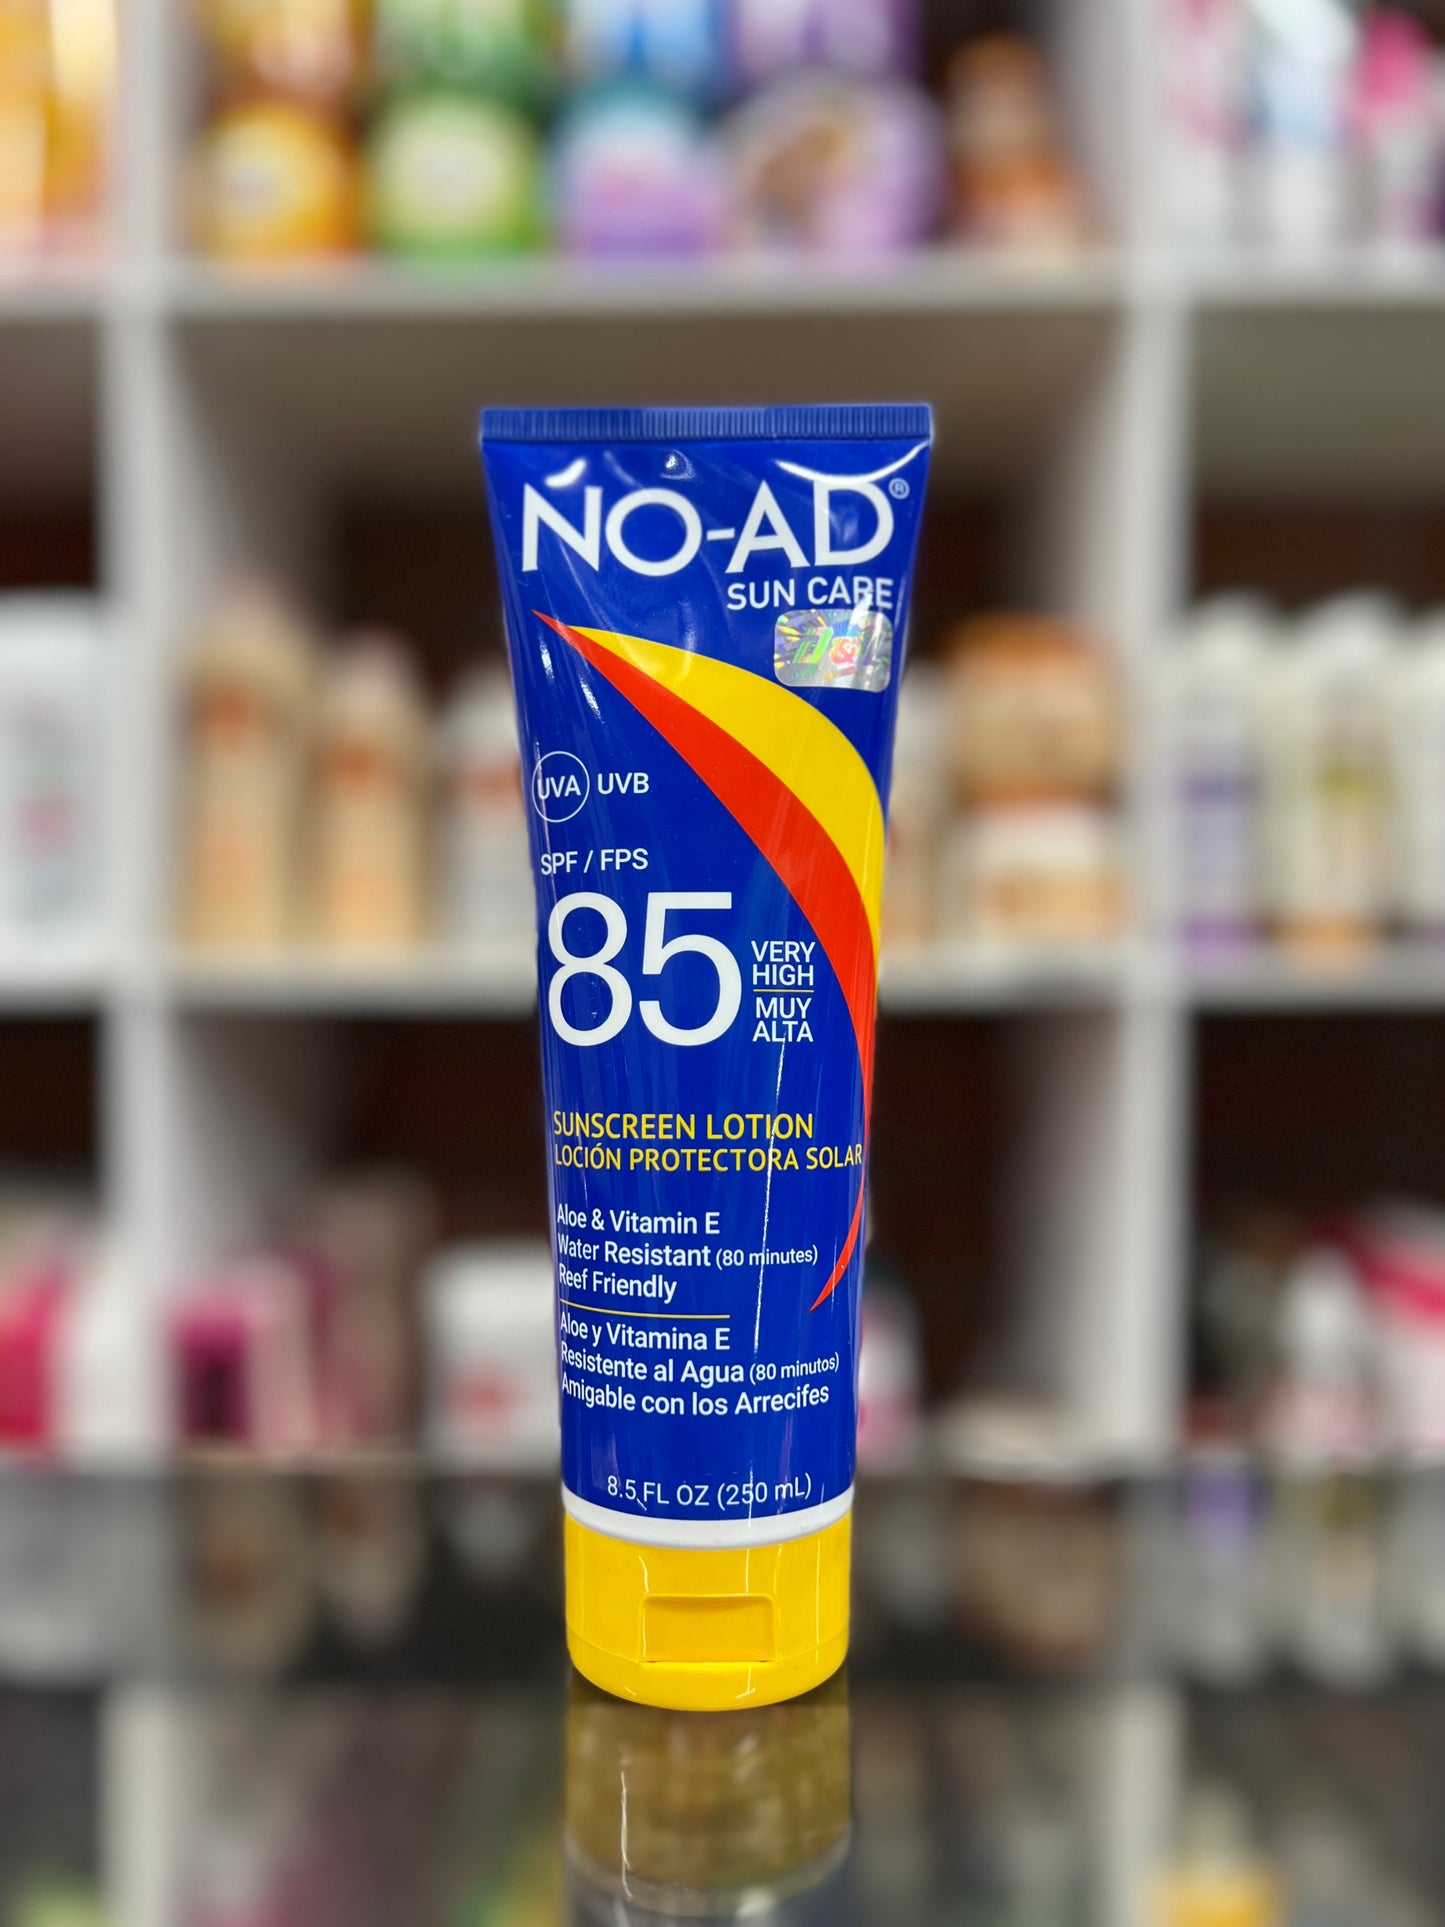 NO-AD®
SUN CARE
UVA UVB
SPF / FPS
85
VERY
HIGH
MUY
ALTA
SUNSCREEN LOTION
LOCIÓN PROTECTORA SOLAR
Aloe & Vitamin E
Water Resistant (80 minutes)
Reef Friendly
Aloe y Vitamina E
Resistente al Agua (80 minutos)
Amigable con los Arrecifes
8.5 FL OZ (250 mL)